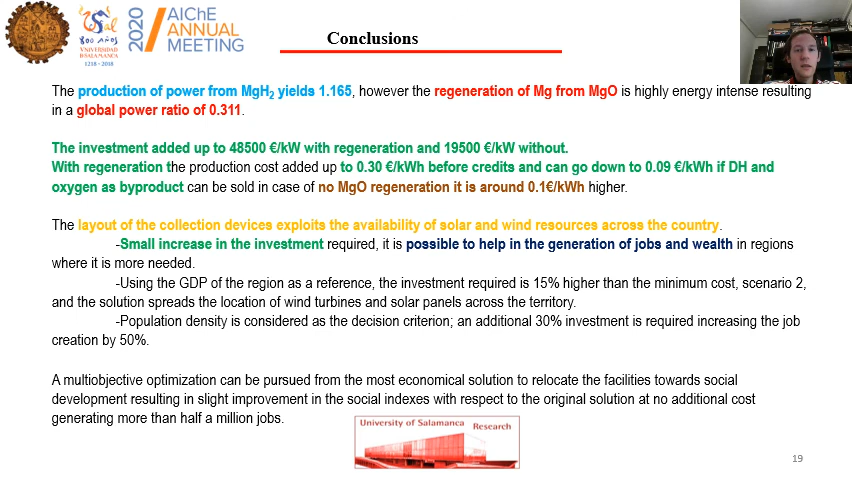 800 AÑOS
VNiVERSiDAD
D SALAMANCA
1218 - 2018
2020
AIChE
ANNUAL
MEETING
Conclusions
The production of power from MgH2 yields 1.165, however the regeneration of Mg from MgO is highly energy intense resulting
in a global power ratio of 0.311.
The investment added up to 48500 €/kW with regeneration and 19500 €/kW without.
With regeneration the production cost added up to 0.30 €/kWh before credits and can go down to 0.09 €/kWh if DH and
oxygen as byproduct can be sold in case of no MgO regeneration it is around 0.1€/kWh higher.
The layout of the collection devices exploits the availability of solar and wind resources across the country.
-Small increase in the investment required, it is possible to help in the generation of jobs and wealth in regions
where it is more needed.
-Using the GDP of the region as a reference, the investment required is 15% higher than the minimum cost, scenario 2,
and the solution spreads the location of wind turbines and solar panels across the territory.
-Population density is considered as the decision criterion; an additional 30% investment is required increasing the job
creation by 50%.
A multiobjective optimization can be pursued from the most economical solution to relocate the facilities towards social
development resulting in slight improvement in the social indexes with respect to the original solution at no additional cost
generating more than half a million jobs.
University of Salamanca Research
19